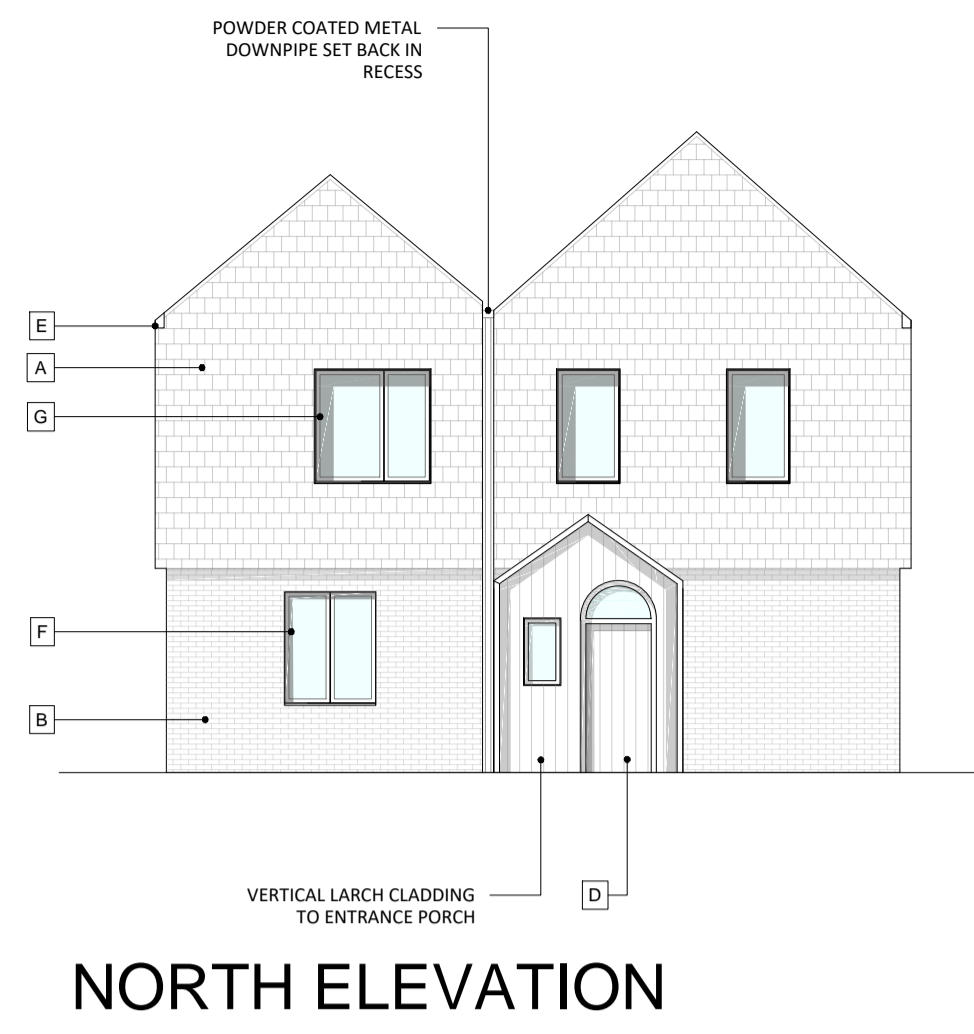 POWDER COATED METAL
DOWNPIPE SET BACK IN
RECESS
E
A
G
F
B
VERTICAL LARCH CLADDING
TO ENTRANCE PORCH
D
NORTH ELEVATION